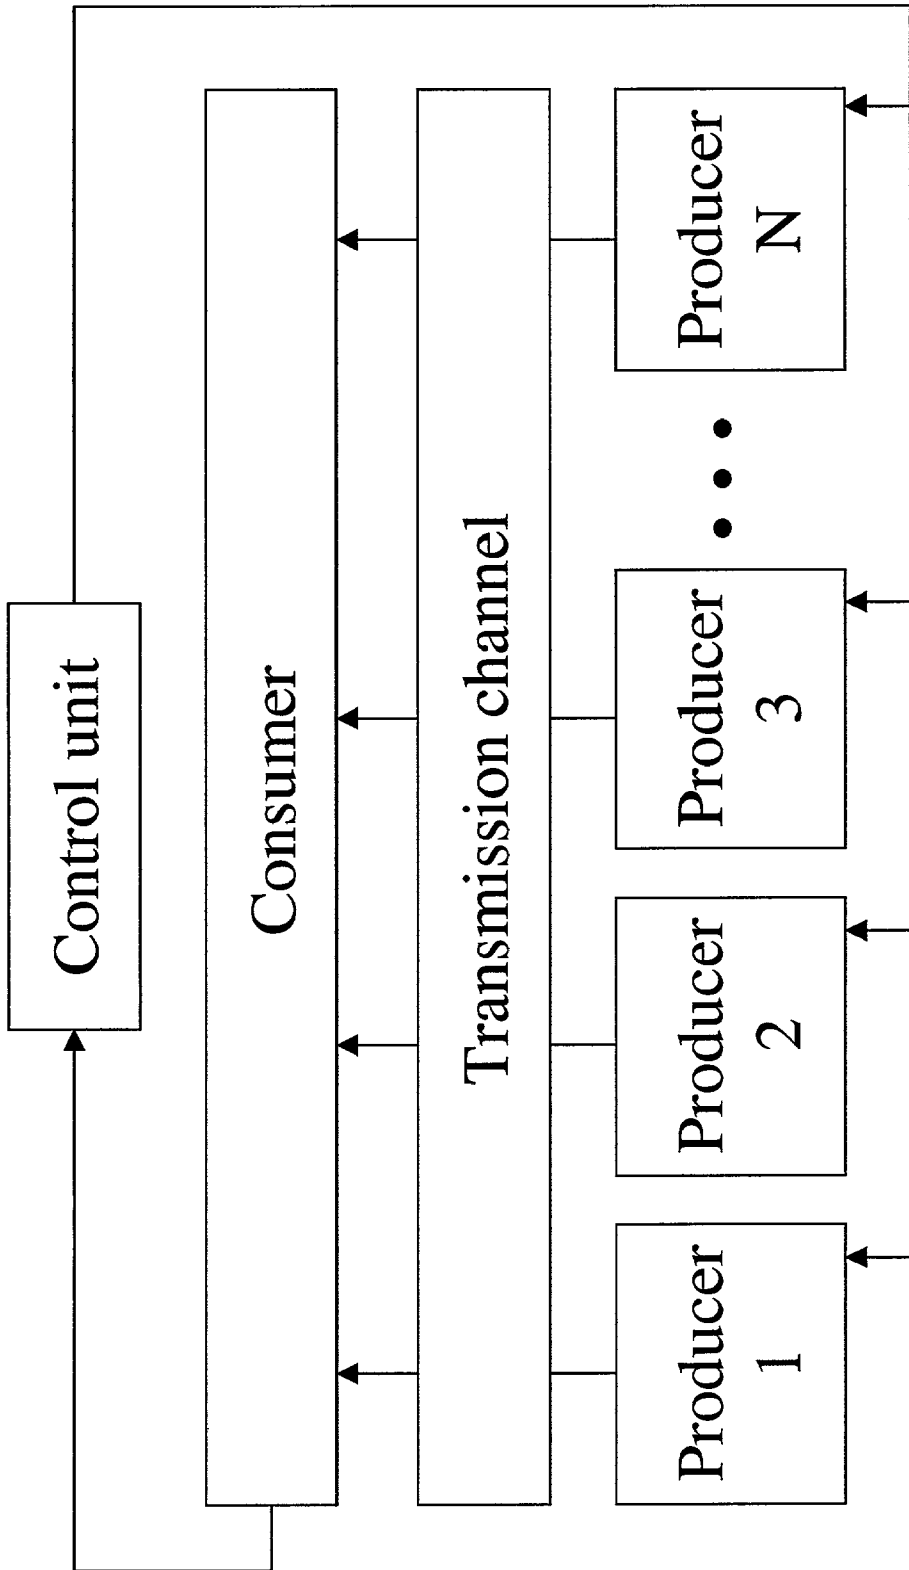 Control unit
Consumer
Transmission channel
Producer
1
Producer
2
Producer
3
Producer
N